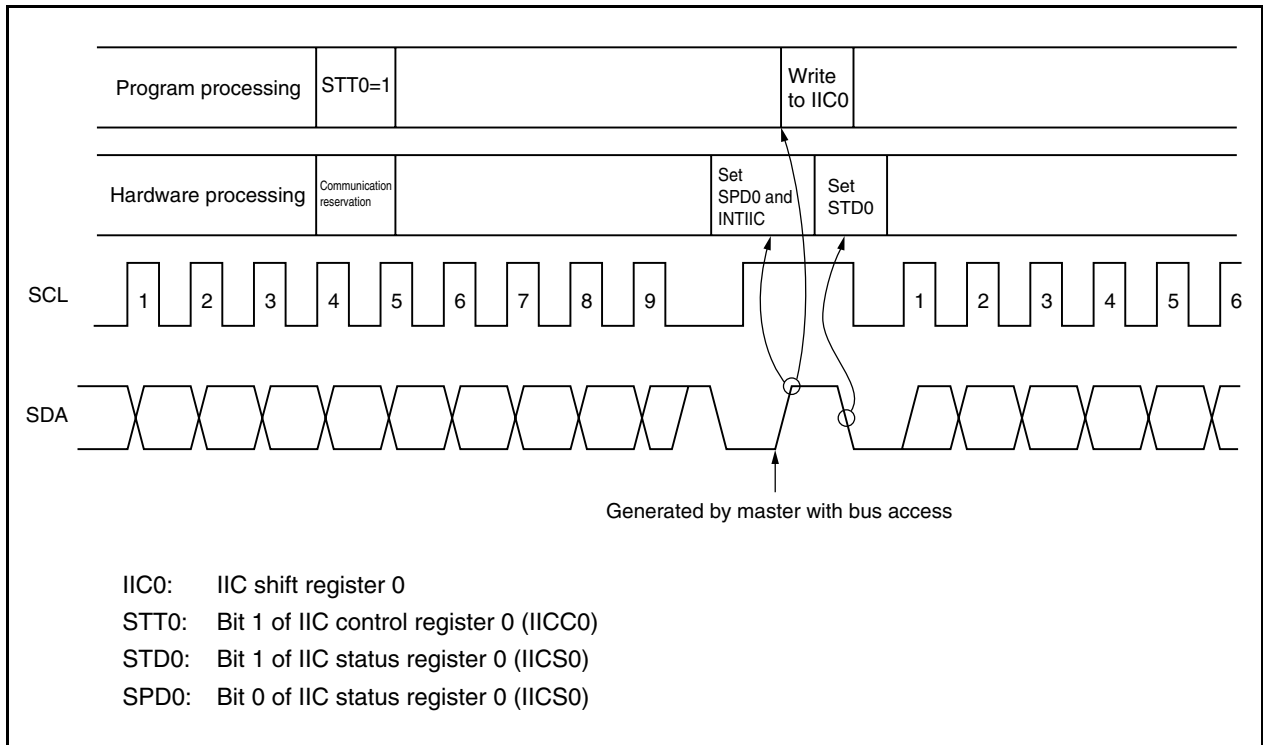 Program processing
STT0=1
Write
to IIC0
Hardware processing
Communication
reservation
Set
SPD0 and
INTIIC
Set
STD0
SCL
1 2 3 4 5 6 7 8 9 1 2 3 4 5 6
SDA
Generated by master with bus access
IIC0: IIC shift register 0
STT0: Bit 1 of IIC control register 0 (IICC0)
STD0: Bit 1 of IIC status register 0 (IICS0)
SPD0: Bit 0 of IIC status register 0 (IICS0)